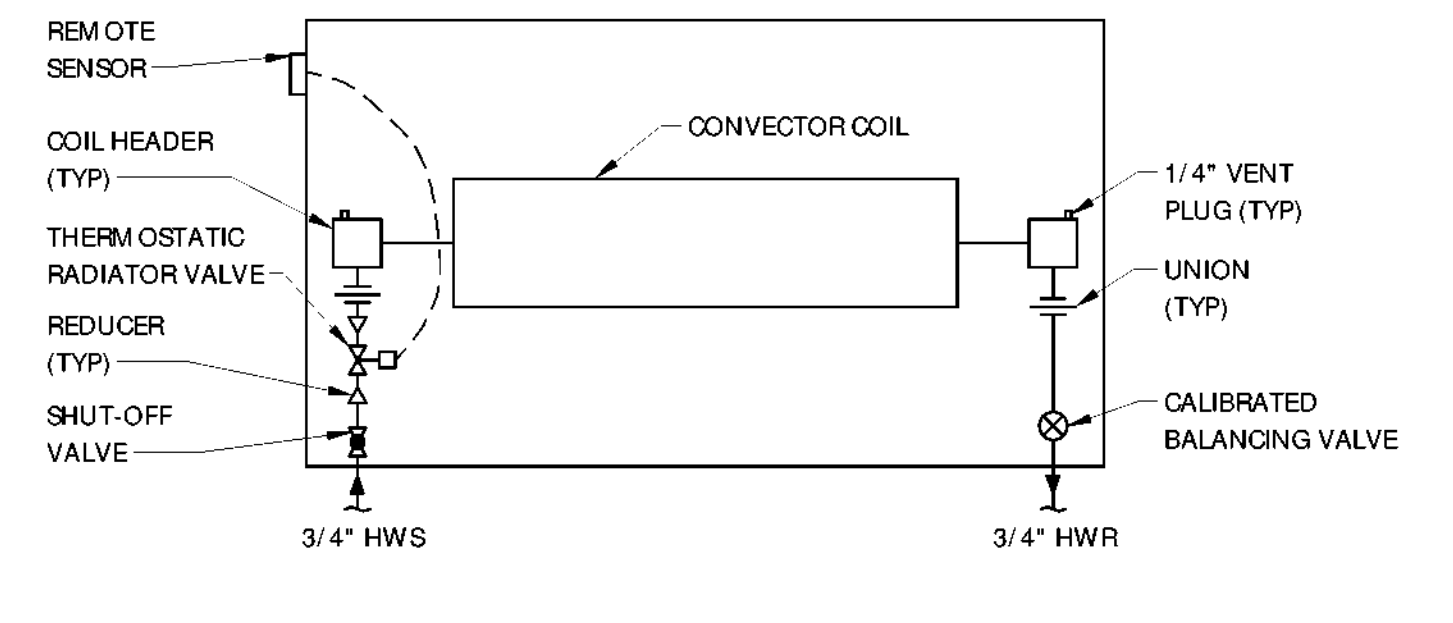 REMOTE
SENSOR
COIL HEADER
(TYP)
THERMOSTATIC
RADIATOR VALVE
REDUCER
(TYP)
SHUT-OFF
VALVE
CONVECTOR COIL
1/4" VENT
PLUG (TYP)
UNION
(TYP)
CALIBRATED
BALANCING VALVE
3/4" HWS
3/4" HWR